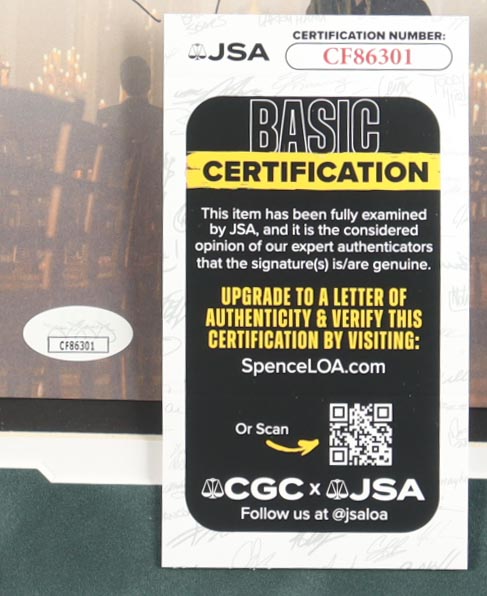 JSA
CERTIFICATION NUMBER:
CF86301
BASIC
CERTIFICATION
This item has been fully examined
by JSA, and it is the considered
opinion of our expert authenticators
that the signature(s) is/are genuine.
UPGRADE TO A LETTER OF
AUTHENTICITY & VERIFY THIS
CERTIFICATION BY VISITING:
SpenceLOA.com
Or Scan
CGC x JSA
Follow us at @jsaloa
CF86301